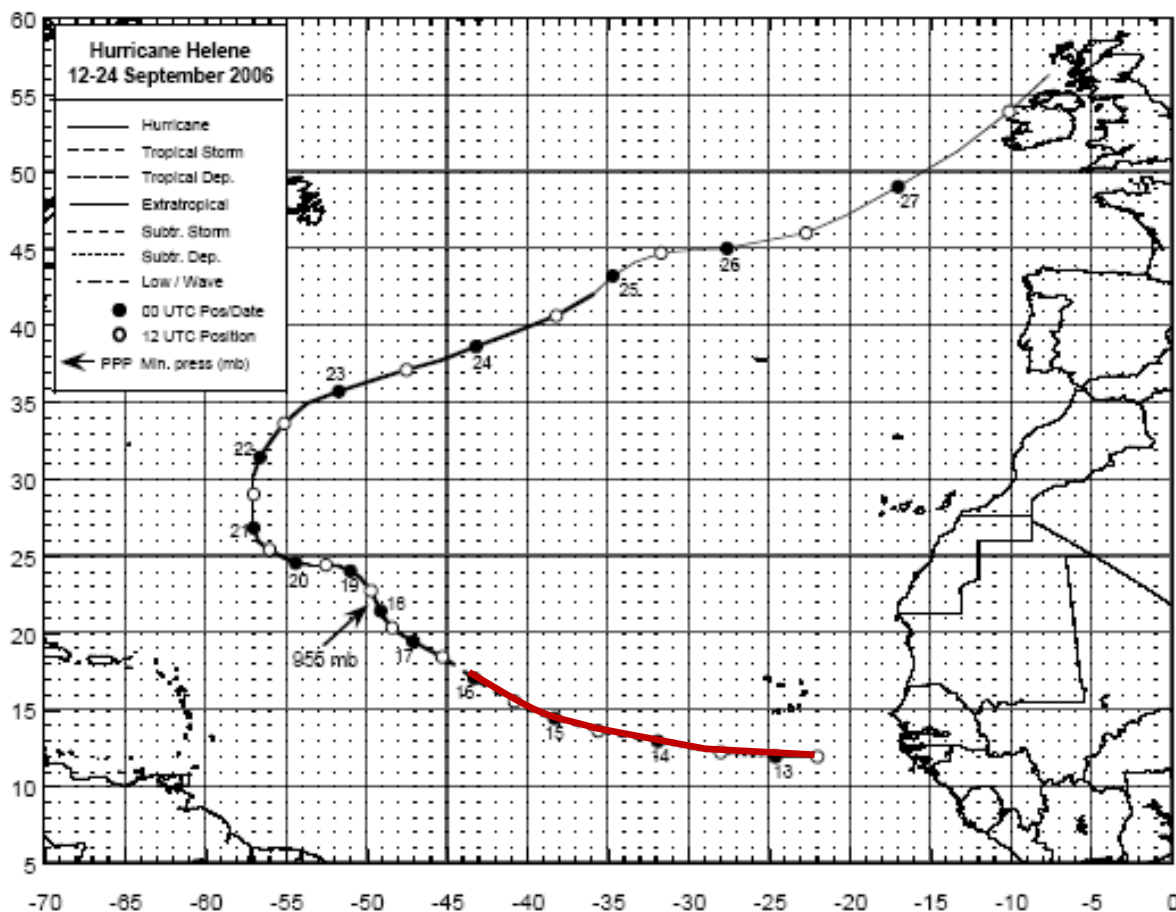 Hurricane Helene
12-24 September 2006
Hurricane
Tropical Storm
Tropical Dep.
Extratropical
Subtr. Storm
Subtr. Dep.
Low / Wave
00 UTC Pos/Date
12 UTC Position
PPP Min. press (mb)
60
55
50
45
40
35
30
25
20
15
10
5
27
26
25
24
23
22
21
20
19
18
17
955 mb
16
15
14
13
-70 -65 -60 -55 -50 -45 -40 -35 -30 -25 -20 -15 -10 -5 0